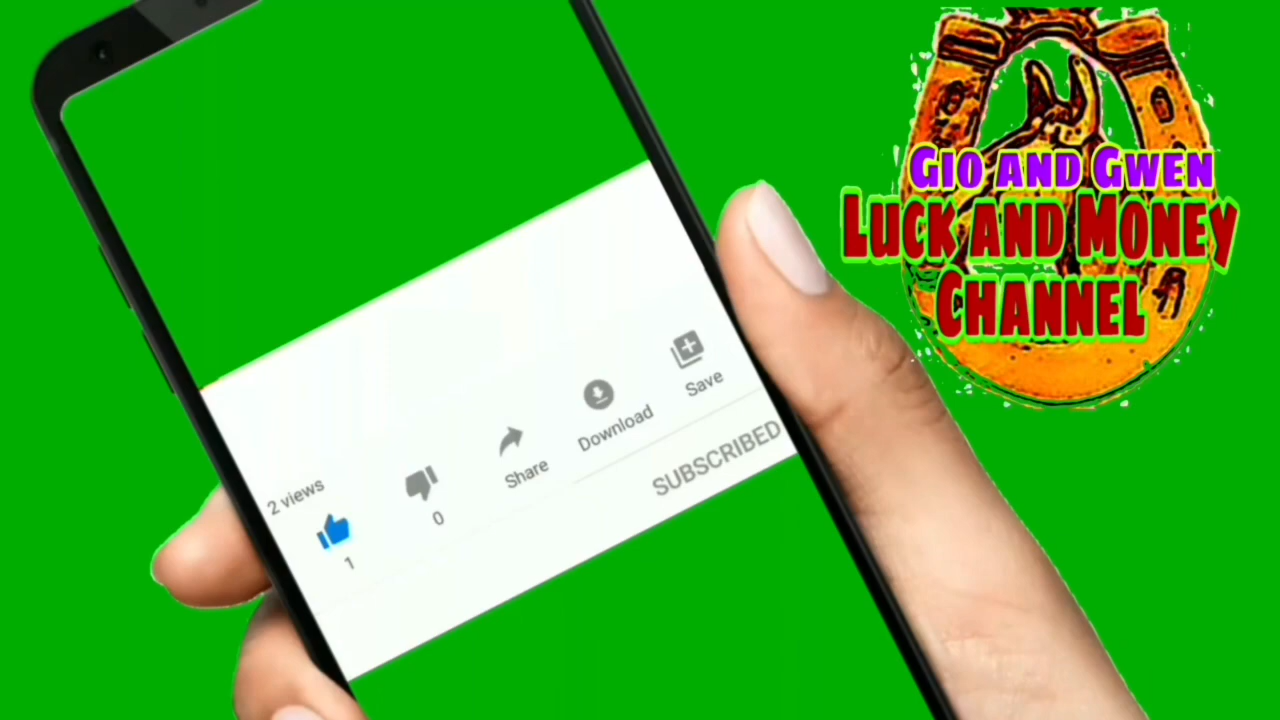 Gio and Gwen
Luck and Money
Channel
2 views
1
0
Share
Download
Save
SUBSCRIBED